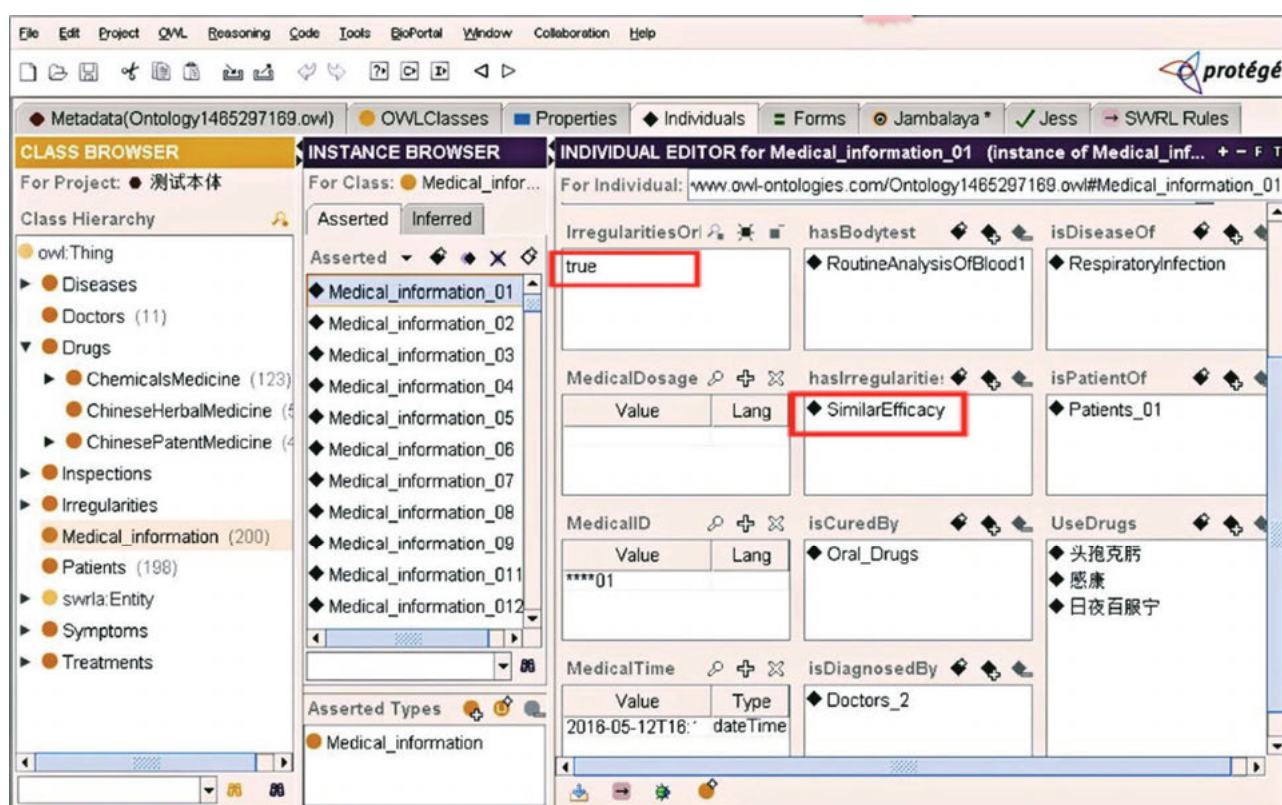 File Edit Project OWL Reasoning Code Tools BioPortal Window Collaboration Help
protégé
Metadata(Ontology1465297169.owl) OWLClasses Properties Individuals Forms Jambalaya * Jess SWRL Rules
CLASS BROWSER
For Project: 测试本体
Class Hierarchy
owl:Thing
Diseases
Doctors (11)
Drugs
ChemicalsMedicine (123)
ChineseHerbalMedicine (
ChinesePatentMedicine (4
Inspections
Irregularities
Medical_information (200)
Patients (198)
swrla:Entity
Symptoms
Treatments
INSTANCE BROWSER
For Class: Medical_infor...
Asserted Inferred
Asserted
Medical_information_01
Medical_information_02
Medical_information_03
Medical_information_04
Medical_information_05
Medical_information_06
Medical_information_07
Medical_information_08
Medical_information_09
Medical_information_011
Medical_information_012
Asserted Types
Medical_information
INDIVIDUAL EDITOR for Medical_information_01 (instance of Medical_inf... + − F T
For Individual: www.owl-ontologies.com/Ontology1465297169.owl#Medical_information_01
IrregularitiesOrl hasBodytest isDiseaseOf
true RoutineAnalysisOfBlood1 RespiratoryInfection
MedicalDosage hasIrregularities isPatientOf
Value Lang SimilarEfficacy Patients_01
MedicalID isCuredBy UseDrugs
Value Lang Oral_Drugs 头孢克肟
****01 感康
日夜百服宁
MedicalTime isDiagnosedBy
Value Type Doctors_2
2016-05-12T16: dateTime